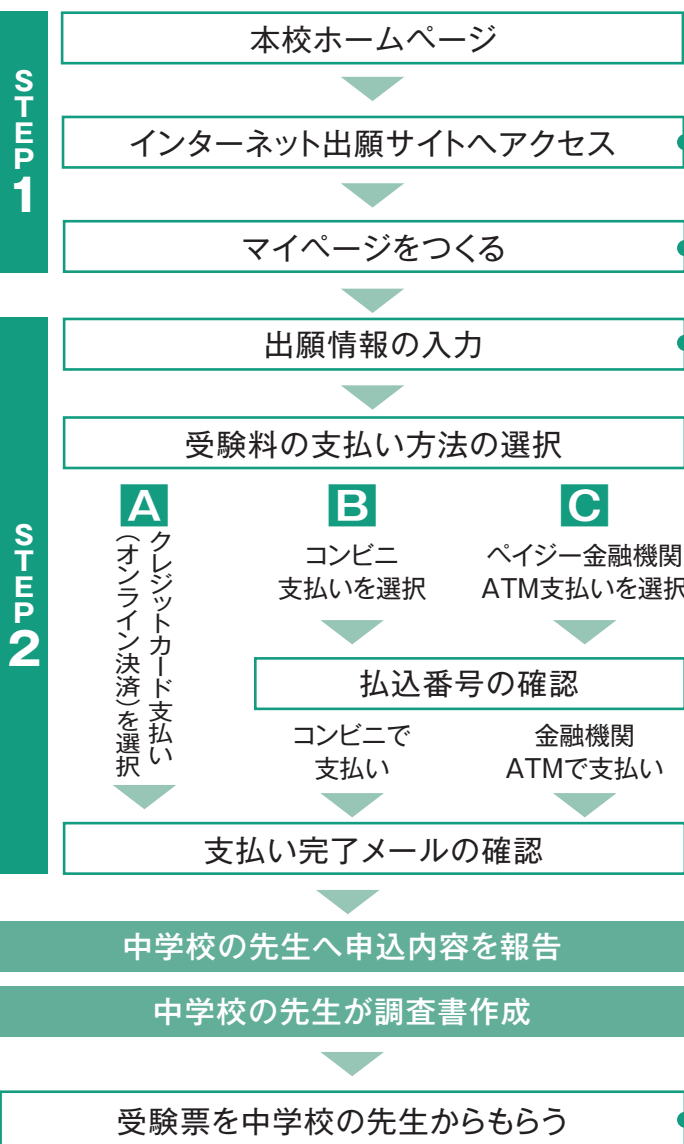 STEP1
本校ホームページ
インターネット出願サイトへアクセス
マイページをつくる
STEP2
出願情報の入力
受験料の支払い方法の選択
A
クレジットカード支払い
（オンライン決済）を選択
B
コンビニ
支払いを選択
C
ペイジー金融機関
ATM支払いを選択
払込番号の確認
コンビニで
支払い
金融機関
ATMで支払い
支払い完了メールの確認
中学校の先生へ申込内容を報告
中学校の先生が調査書作成
受験票を中学校の先生からもらう